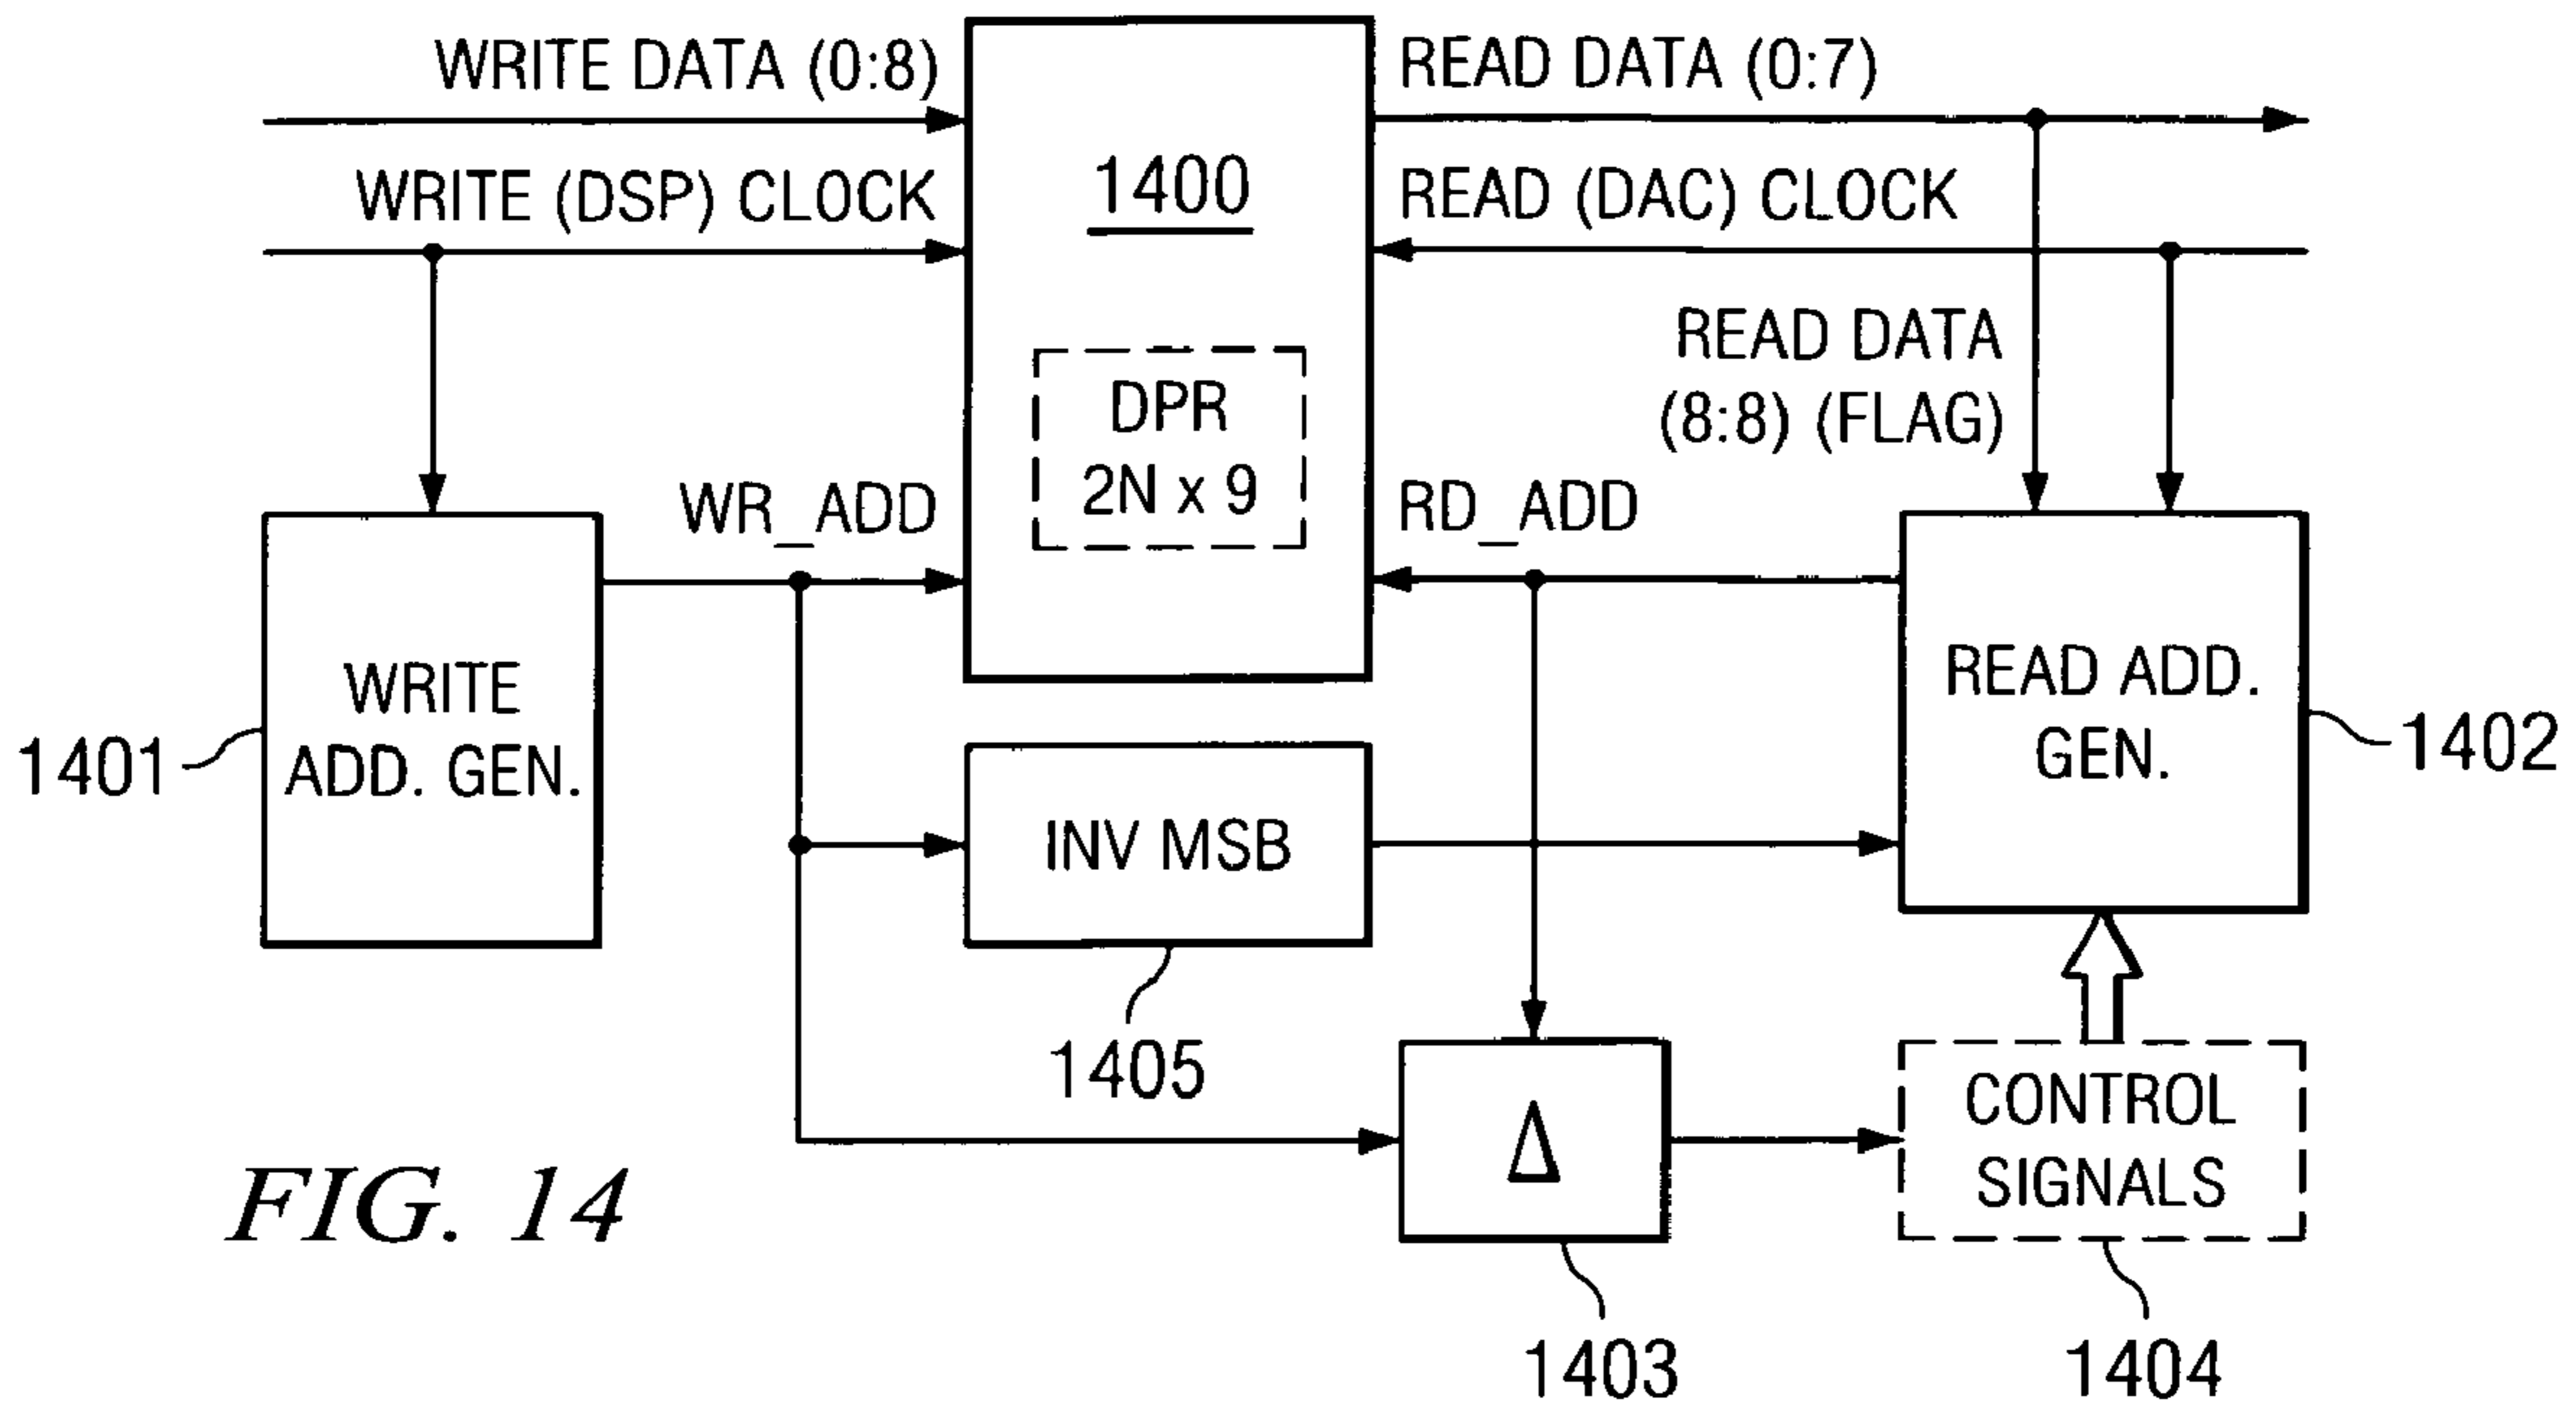 WRITE DATA (0:8)
READ DATA (0:7)
WRITE (DSP) CLOCK
1400
READ (DAC) CLOCK
READ DATA
(8:8) (FLAG)
DPR
2N x 9
WR_ADD
RD_ADD
WRITE
ADD. GEN.
1401
READ ADD.
GEN.
1402
INV MSB
1405
Δ
CONTROL
SIGNALS
FIG. 14
1403
1404